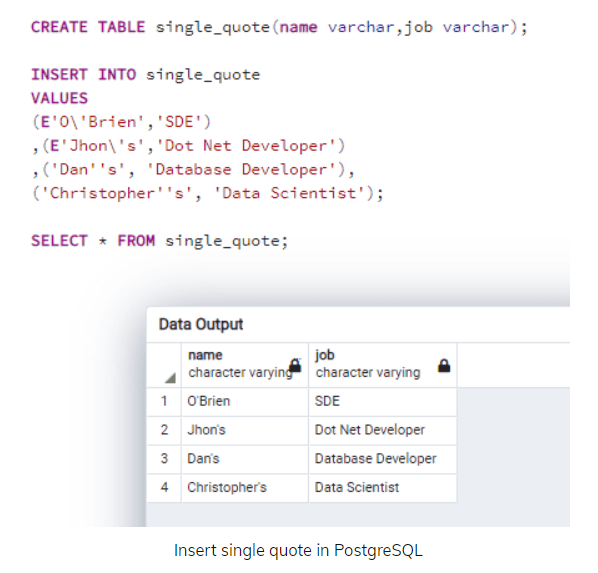 CREATE TABLE single_quote(name varchar,job varchar);
INSERT INTO single_quote
VALUES
(E'O\'Brien','SDE')
,(E'Jhon\'s','Dot Net Developer')
,('Dan''s', 'Database Developer'),
('Christopher''s', 'Data Scientist');
SELECT * FROM single_quote;
Data Output
name job
character varying character varying
1 O'Brien SDE
2 Jhon's Dot Net Developer
3 Dan's Database Developer
4 Christopher's Data Scientist
Insert single quote in PostgreSQL